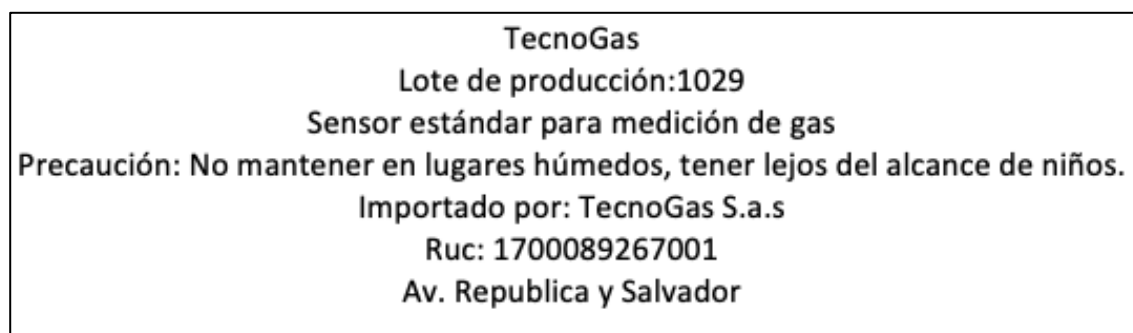 TecnoGas
Lote de producción:1029
Sensor estándar para medición de gas
Precaución: No mantener en lugares húmedos, tener lejos del alcance de niños.
Importado por: TecnoGas S.a.s
Ruc: 1700089267001
Av. Republica y Salvador